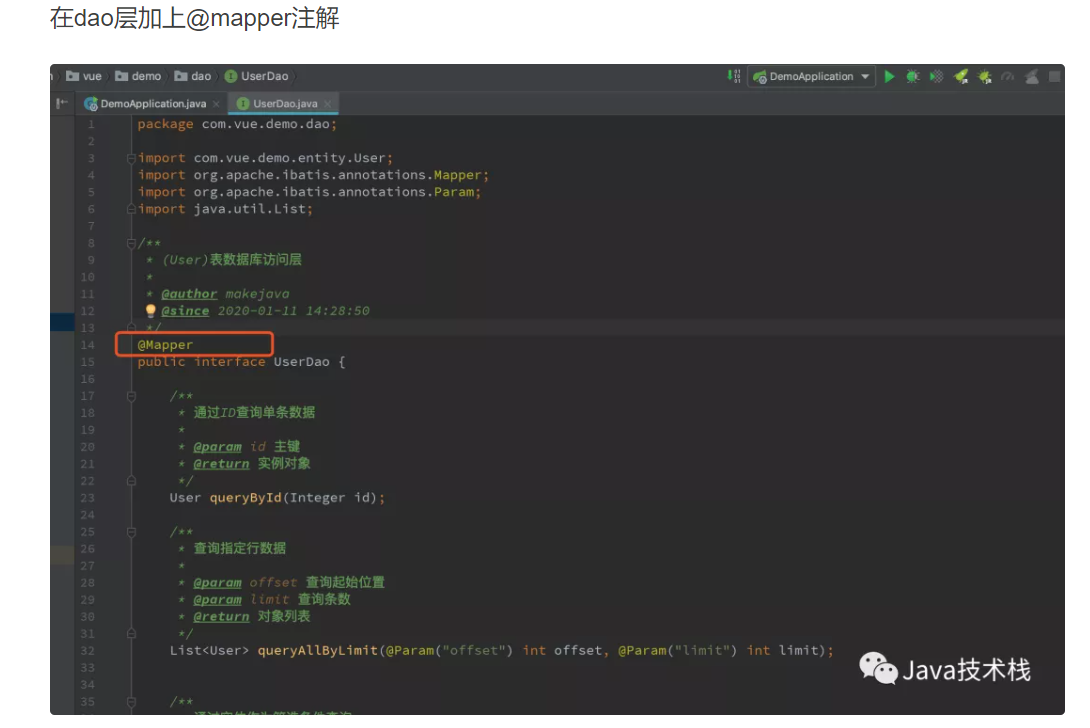 在dao层加上@mapper注解
vue demo dao UserDao DemoApplication
DemoApplication.java UserDao.java
1 package com.vue.demo.dao;
2
3 import com.vue.demo.entity.User;
4 import org.apache.ibatis.annotations.Mapper;
5 import org.apache.ibatis.annotations.Param;
6 import java.util.List;
7
8 /**
9 * (User)表数据库访问层
10 *
11 * @author makejava
12 @since 2020-01-11 14:28:50
13 */
14 @Mapper
15 public interface UserDao {
16
17 /**
18 * 通过ID查询单条数据
19 *
20 * @param id 主键
21 * @return 实例对象
22 */
23 User queryById(Integer id);
24
25 /**
26 * 查询指定行数据
27 *
28 * @param offset 查询起始位置
29 * @param limit 查询条数
30 * @return 对象列表
31 */
32 List<User> queryAllByLimit(@Param("offset") int offset, @Param("limit") int limit);
33
34
35 /**
Java技术栈